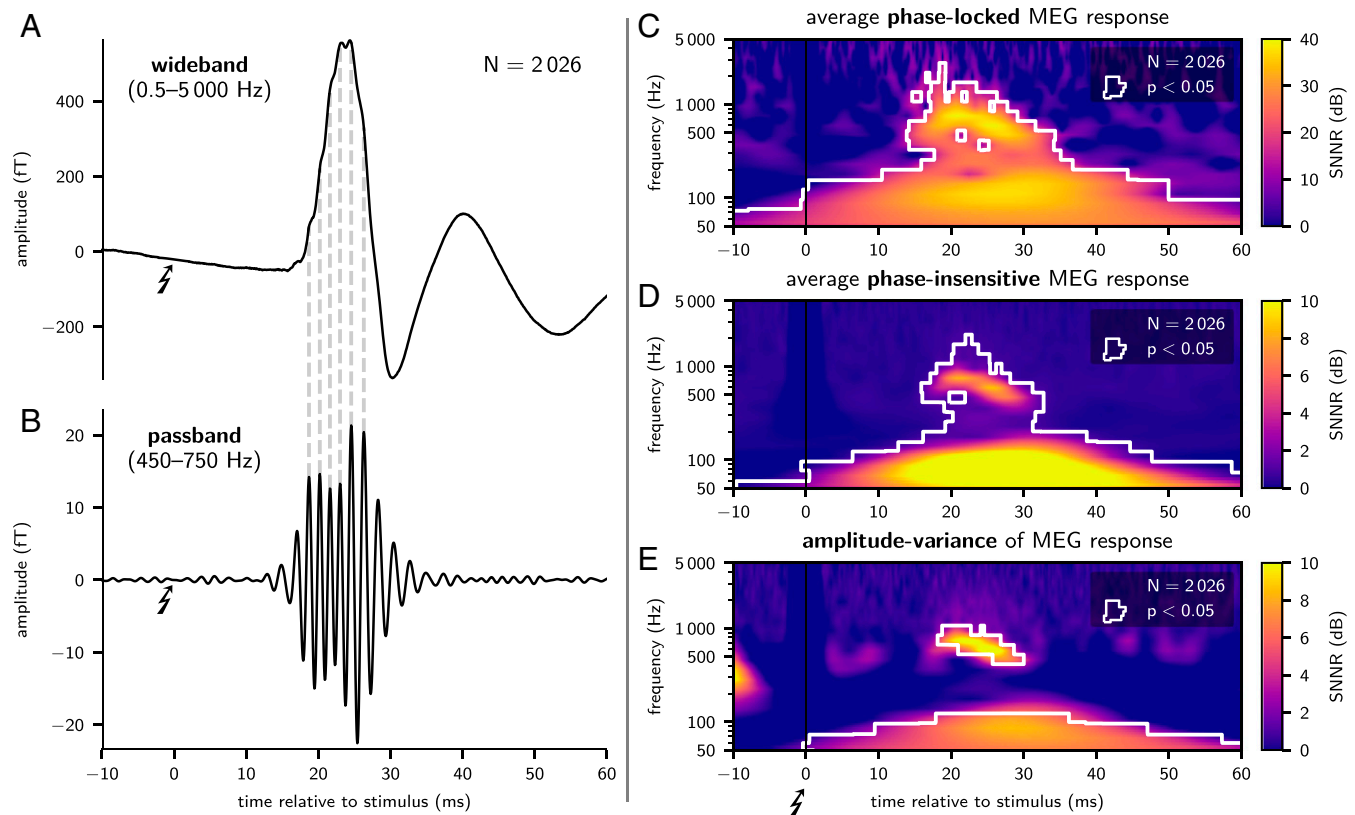 A
wideband
(0.5–5 000 Hz)
N = 2 026
amplitude (fT)
400
200
0
−200
B
passband
(450–750 Hz)
amplitude (fT)
20
10
0
−10
−20
−10 0 10 20 30 40 50 60
time relative to stimulus (ms)
C
average phase-locked MEG response
frequency (Hz)
5 000
1 000
500
100
50
N = 2 026
p < 0.05
−10 0 10 20 30 40 50 60
40
30
20
10
0
SNNR (dB)
D
average phase-insensitive MEG response
frequency (Hz)
5 000
1 000
500
100
50
N = 2 026
p < 0.05
−10 0 10 20 30 40 50 60
10
8
6
4
2
0
SNNR (dB)
E
amplitude-variance of MEG response
frequency (Hz)
5 000
1 000
500
100
50
N = 2 026
p < 0.05
−10 0 10 20 30 40 50 60
time relative to stimulus (ms)
10
8
6
4
2
0
SNNR (dB)